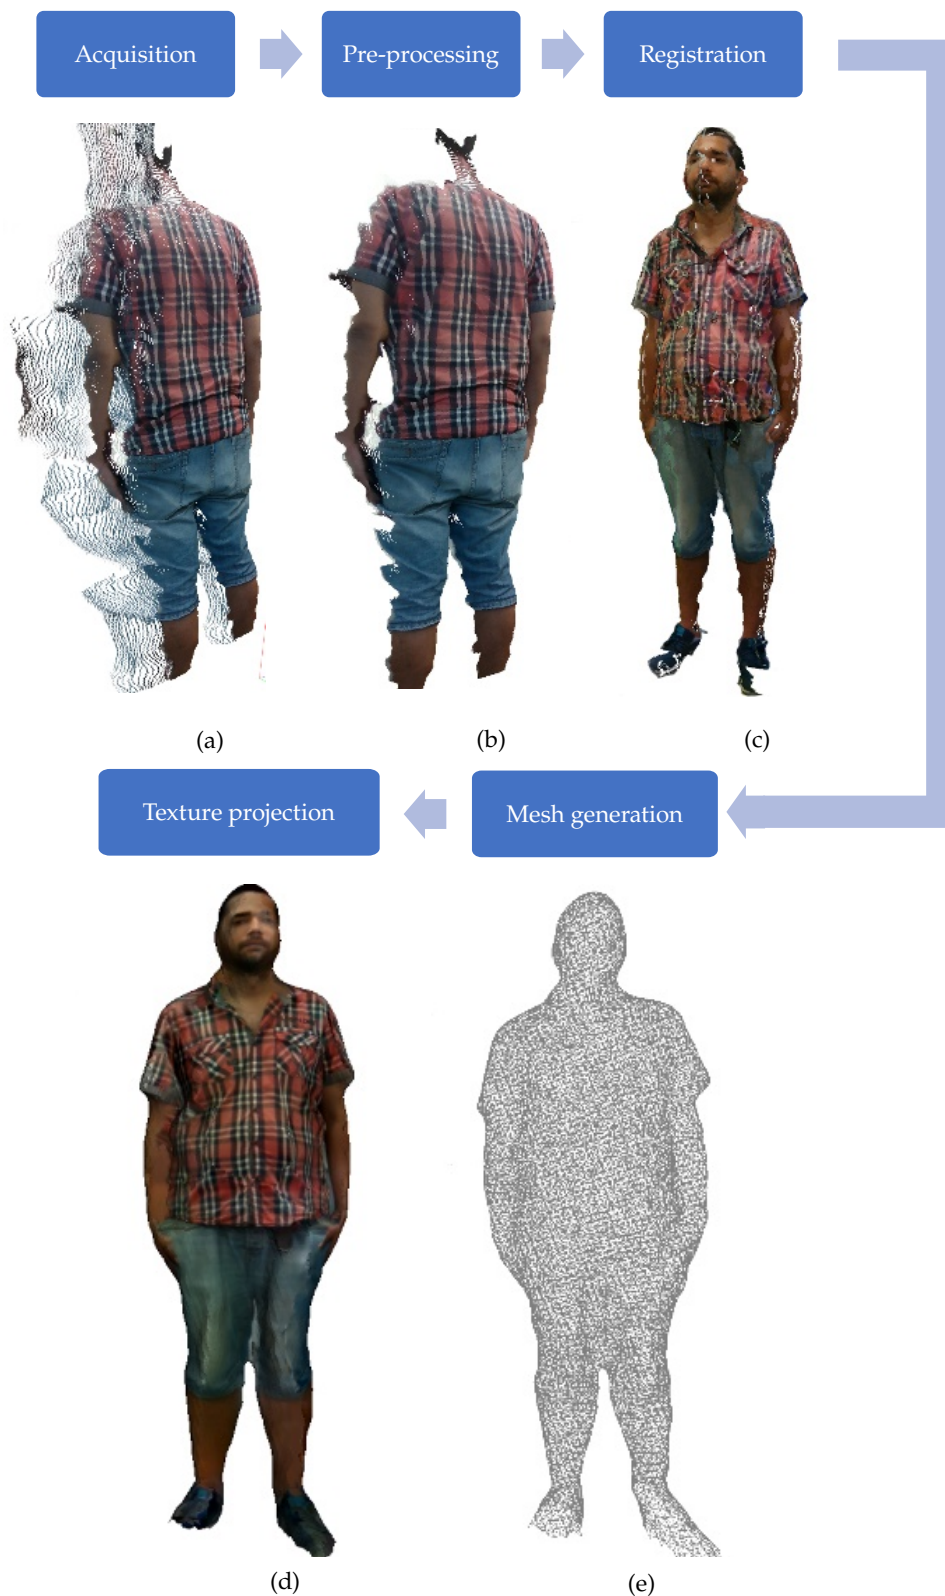 Acquisition
Pre-processing
Registration
(a)
(b)
(c)
Texture projection
Mesh generation
(d)
(e)